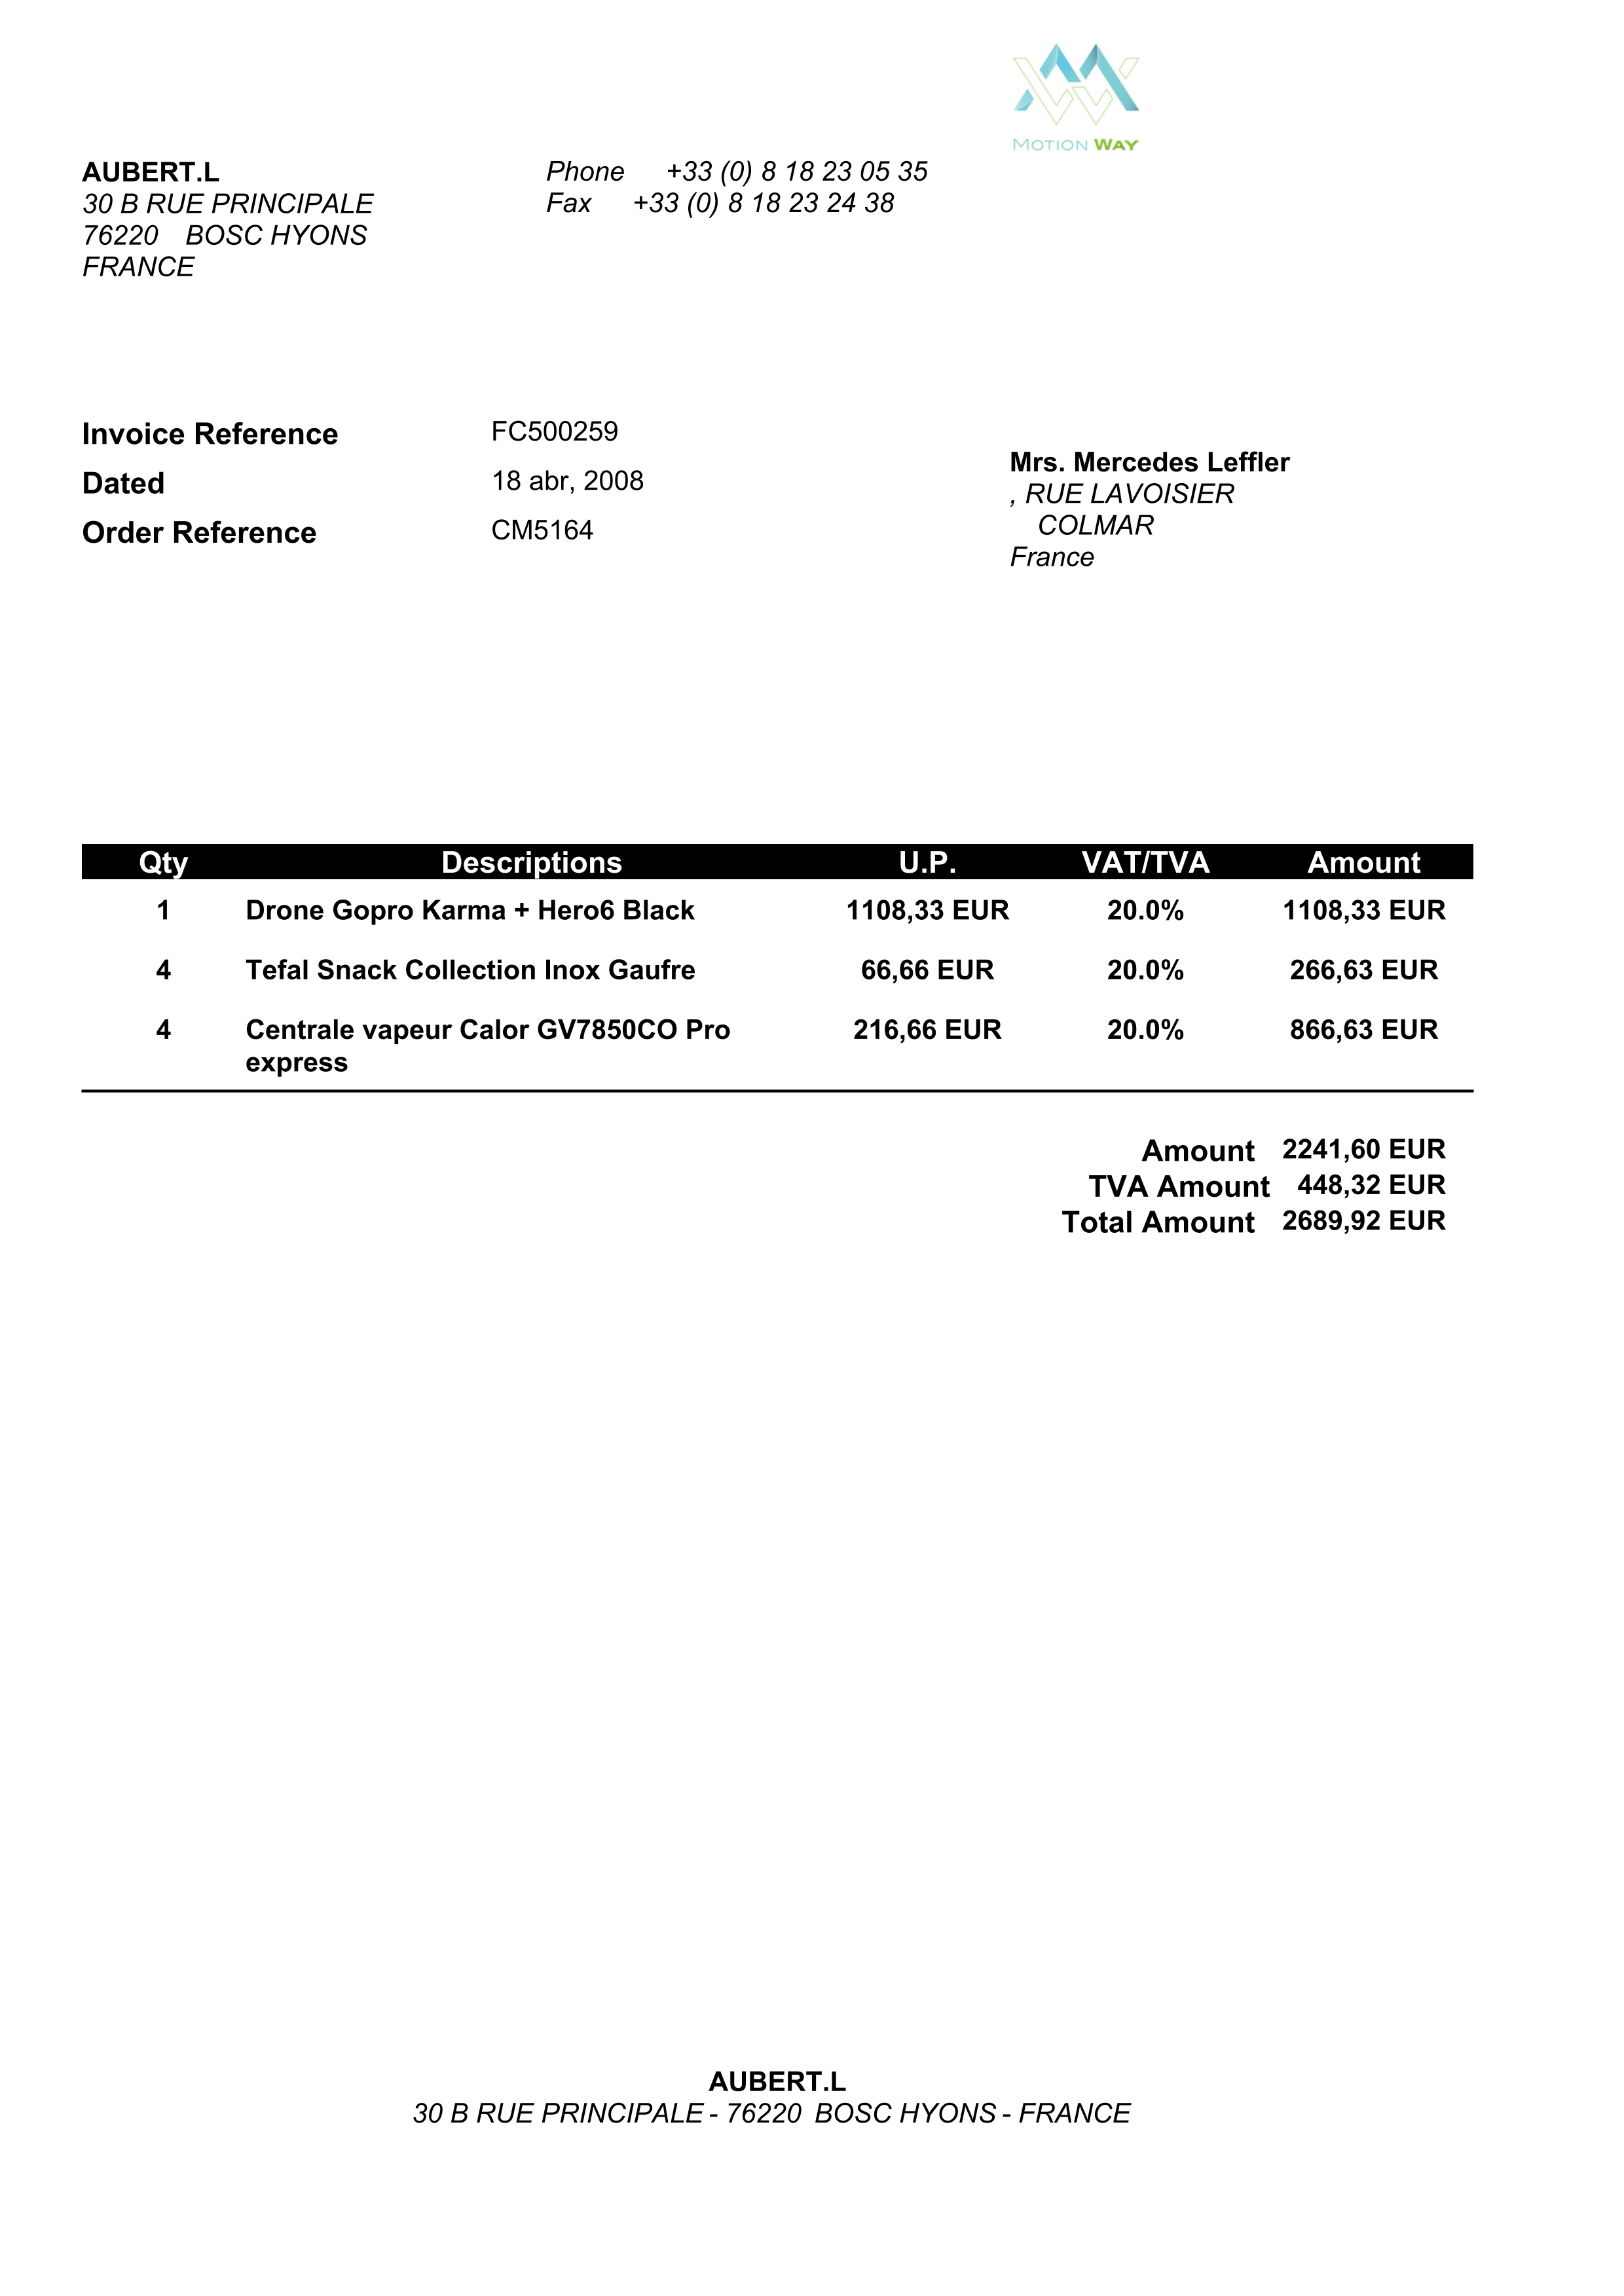 MOTION WAY
AUBERT.L
30 B RUE PRINCIPALE
76220 BOSC HYONS
FRANCE
Phone +33 (0) 8 18 23 05 35
Fax +33 (0) 8 18 23 24 38
Invoice Reference FC500259
Dated 18 abr, 2008
Order Reference CM5164
Mrs. Mercedes Leffler
, RUE LAVOISIER
COLMAR
France
Qty Descriptions U.P. VAT/TVA Amount
1 Drone Gopro Karma + Hero6 Black 1108,33 EUR 20.0% 1108,33 EUR
4 Tefal Snack Collection Inox Gaufre 66,66 EUR 20.0% 266,63 EUR
4 Centrale vapeur Calor GV7850CO Pro 216,66 EUR 20.0% 866,63 EUR
express
Amount 2241,60 EUR
TVA Amount 448,32 EUR
Total Amount 2689,92 EUR
AUBERT.L
30 B RUE PRINCIPALE - 76220 BOSC HYONS - FRANCE